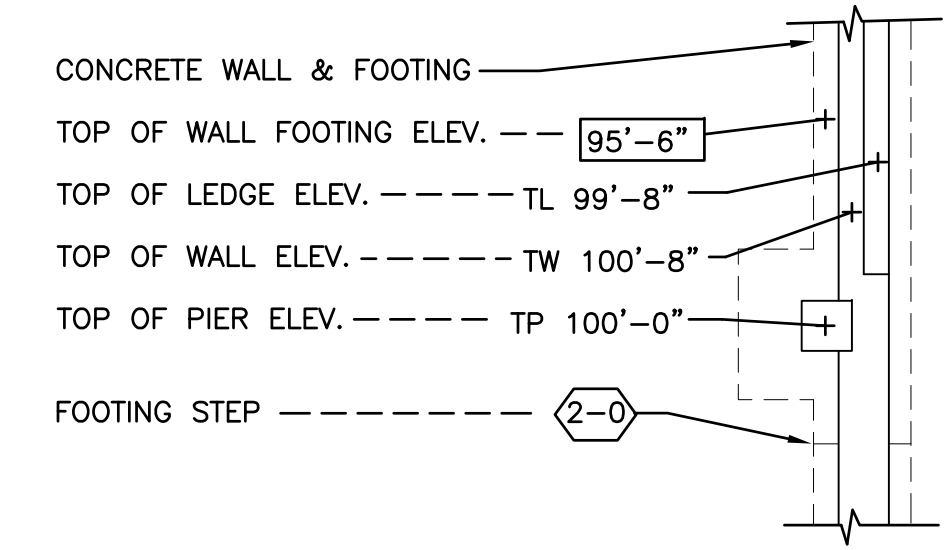 CONCRETE WALL & FOOTING
TOP OF WALL FOOTING ELEV. — — 95'-6"
TOP OF LEDGE ELEV. — — — — — TL 99'-8"
TOP OF WALL ELEV. — — — — — — TW 100'-8"
TOP OF PIER ELEV. — — — — — TP 100'-0"
FOOTING STEP — — — — — — — — 2-0